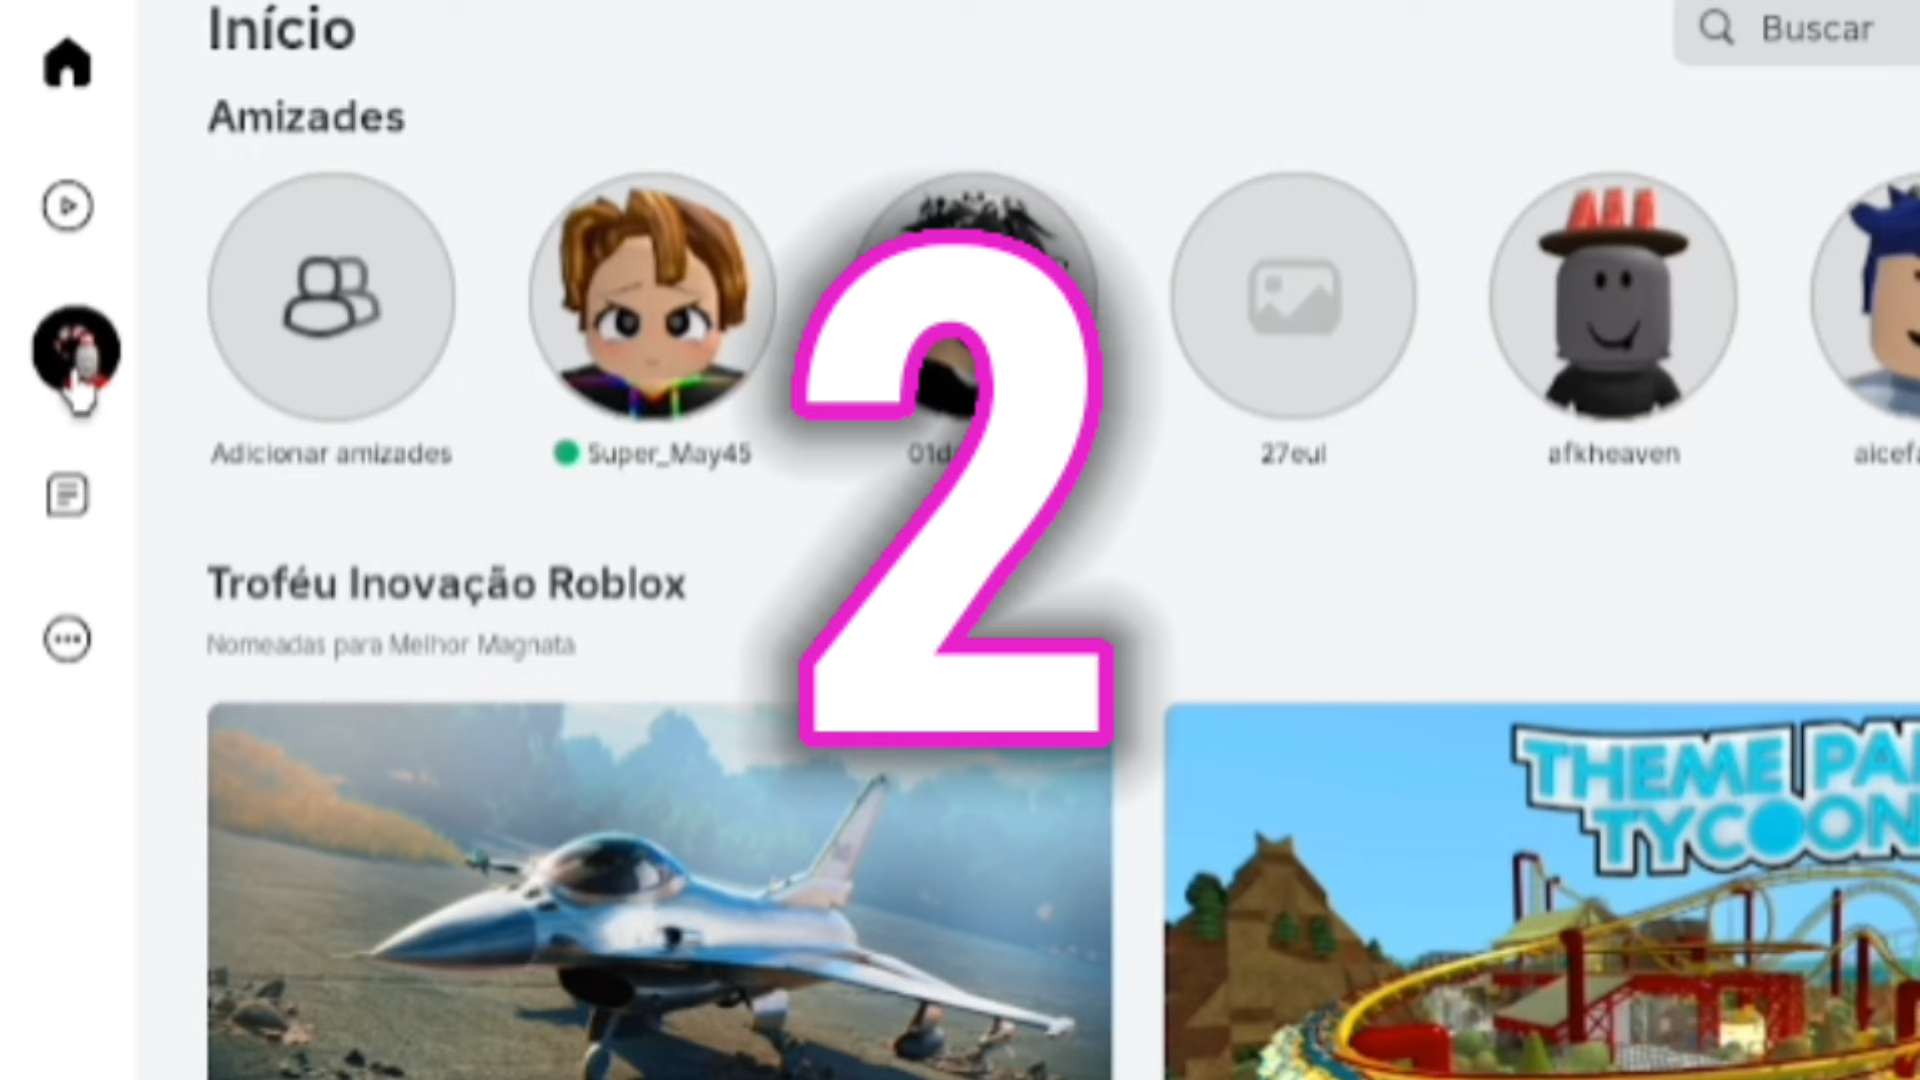 Início
Buscar
Amizades
2
Adicionar amizades
Super_May45
27eul
afkheaven
Troféu Inovação Roblox
Nomeadas para Melhor Magnata
THEME
TYCOON